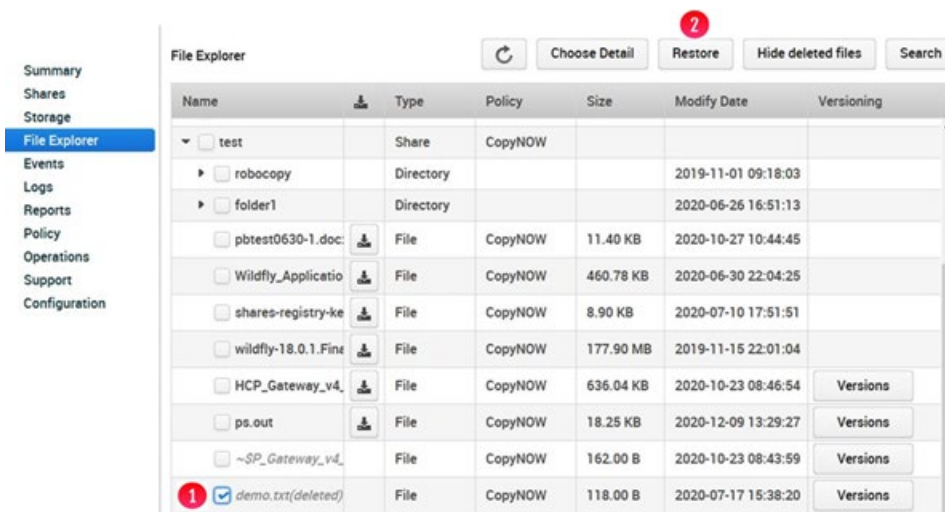 2
File Explorer Choose Detail Restore Hide deleted files Search
Summary
Shares
Storage
File Explorer
Events
Logs
Reports
Policy
Operations
Support
Configuration
Name Type Policy Size Modify Date Versioning
test Share CopyNOW
robocopy Directory 2019-11-01 09:18:03
folder1 Directory 2020-06-26 16:51:13
pbtest0630-1.doc File CopyNOW 11.40 KB 2020-10-27 10:44:45
Wildfly_Applicatio File CopyNOW 460.78 KB 2020-06-30 22:04:25
shares-registry-ke File CopyNOW 8.90 KB 2020-07-10 17:51:51
wildfly-18.0.1.Fina File CopyNOW 177.90 MB 2019-11-15 22:01:04
HCP_Gateway_v4_ File CopyNOW 636.04 KB 2020-10-23 08:46:54 Versions
ps.out File CopyNOW 18.25 KB 2020-12-09 13:29:27 Versions
~SP_Gateway_v4_ File CopyNOW 162.00 B 2020-10-23 08:43:59 Versions
1 demo.txt(deleted) File CopyNOW 118.00 B 2020-07-17 15:38:20 Versions